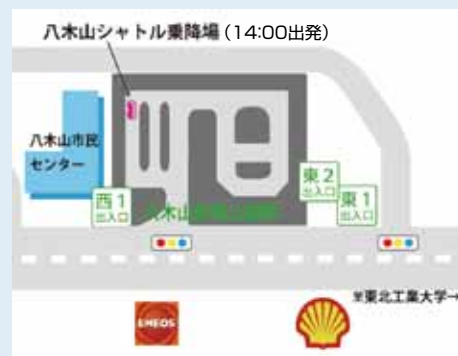 八木山シャトル乗降場 (14:00出発)
八木山市民
センター
西1
出入口
東2
出入口
東1
出入口
ENEOS
※東北工業大学→